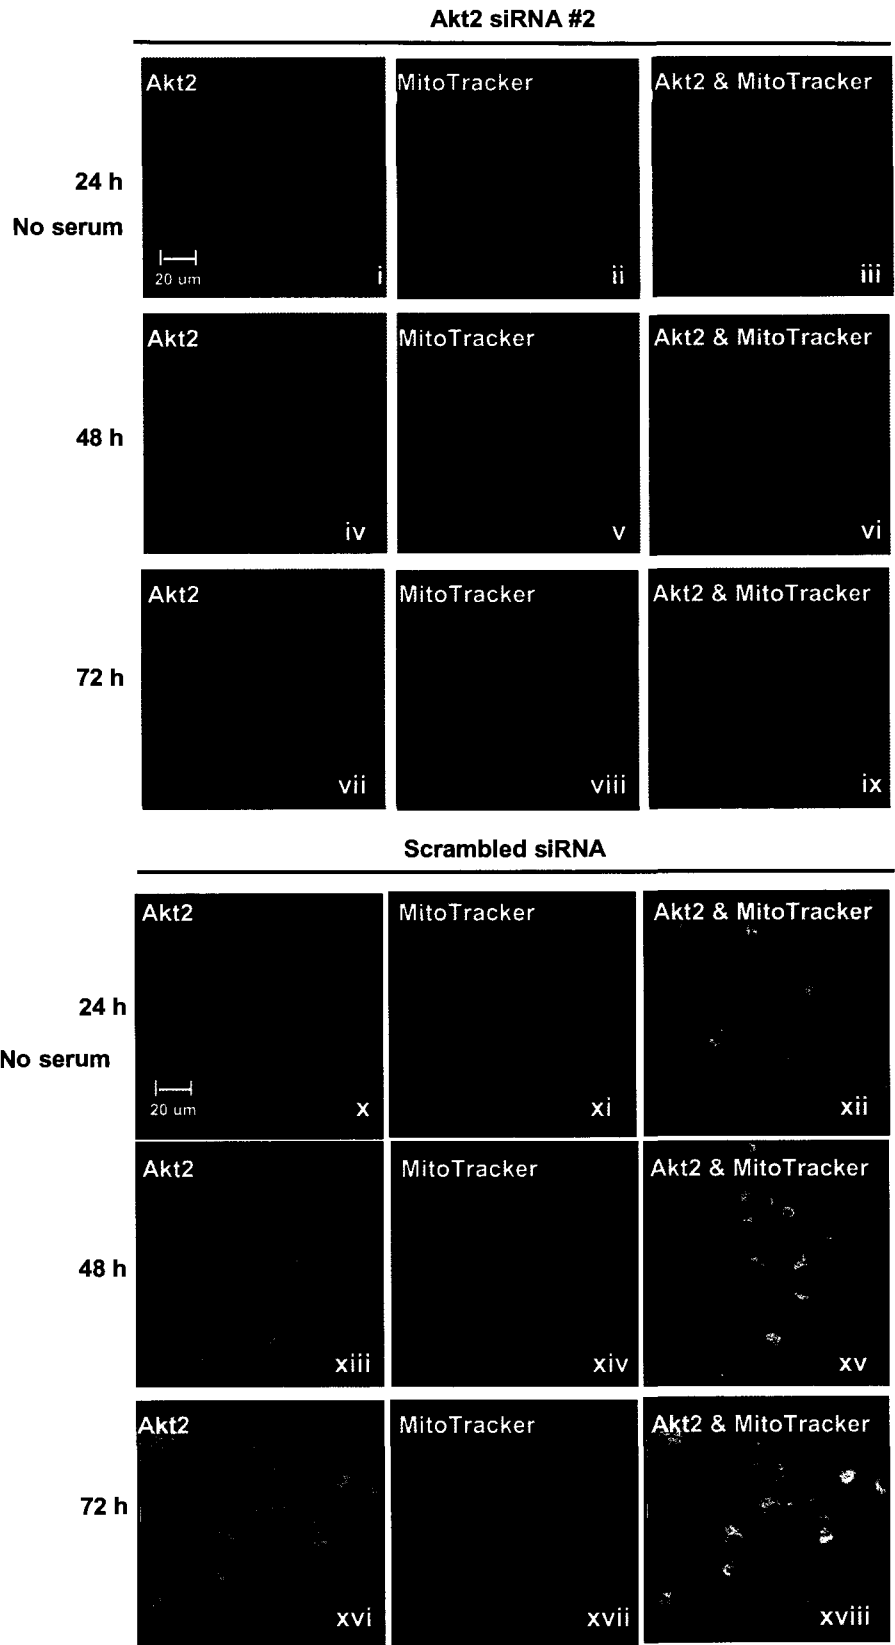 Akt2 siRNA #2
Akt2
MitoTracker
Akt2 & MitoTracker
24 h
No serum
20 um
i
ii
iii
Akt2
MitoTracker
Akt2 & MitoTracker
48 h
iv
v
vi
Akt2
MitoTracker
Akt2 & MitoTracker
72 h
vii
viii
ix
Scrambled siRNA
Akt2
MitoTracker
Akt2 & MitoTracker
24 h
No serum
20 um
x
xi
xii
Akt2
MitoTracker
Akt2 & MitoTracker
48 h
xiii
xiv
xv
Akt2
MitoTracker
Akt2 & MitoTracker
72 h
xvi
xvii
xviii